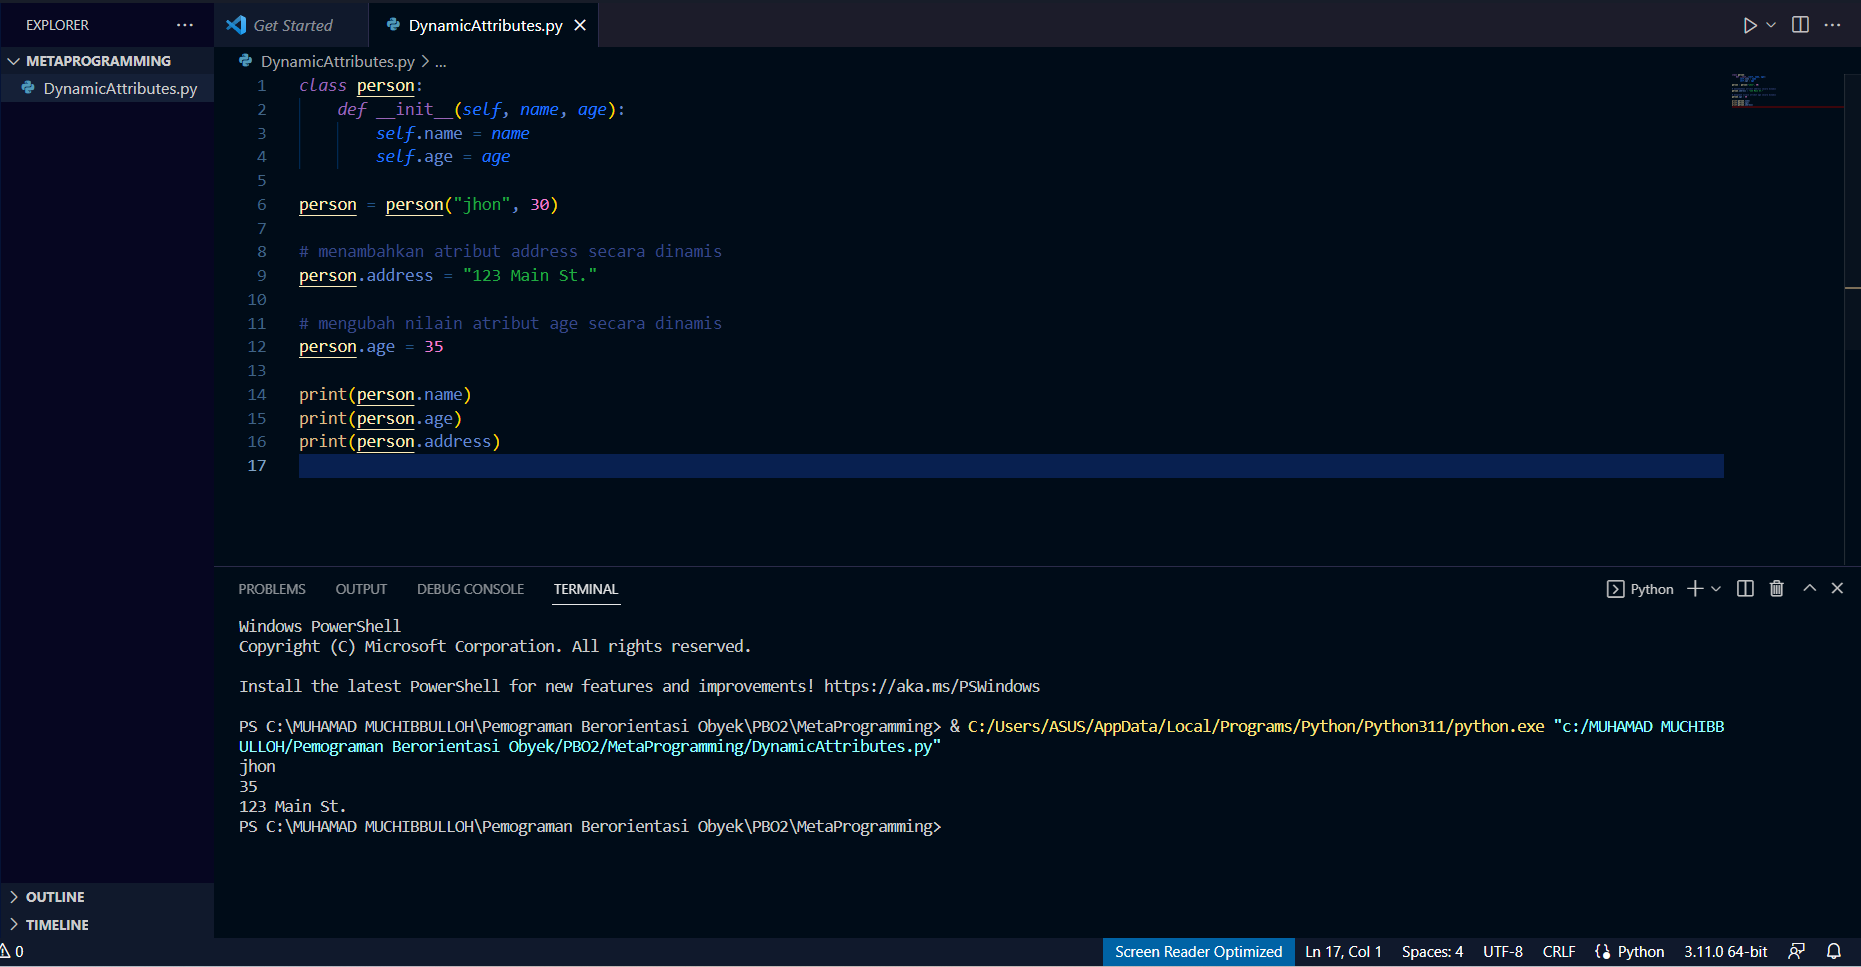 EXPLORER ...
Get Started
DynamicAttributes.py
METAPROGRAMMING
DynamicAttributes.py
DynamicAttributes.py > ...
1 class person:
2 def __init__(self, name, age):
3 self.name = name
4 self.age = age
5
6 person = person("jhon", 30)
7
8 # menambahkan atribut address secara dinamis
9 person.address = "123 Main St."
10
11 # mengubah nilain atribut age secara dinamis
12 person.age = 35
13
14 print(person.name)
15 print(person.age)
16 print(person.address)
17
PROBLEMS OUTPUT DEBUG CONSOLE TERMINAL
Python
Windows PowerShell
Copyright (C) Microsoft Corporation. All rights reserved.
Install the latest PowerShell for new features and improvements! https://aka.ms/PSWindows
PS C:\MUHAMAD MUCHIBBULLOH\Pemograman Berorientasi Obyek\PBO2\MetaProgramming> & C:/Users/ASUS/AppData/Local/Programs/Python/Python311/python.exe "c:/MUHAMAD MUCHIBB
ULLOH/Pemograman Berorientasi Obyek/PBO2/MetaProgramming/DynamicAttributes.py"
jhon
35
123 Main St.
PS C:\MUHAMAD MUCHIBBULLOH\Pemograman Berorientasi Obyek\PBO2\MetaProgramming>
OUTLINE
TIMELINE
0
Screen Reader Optimized Ln 17, Col 1 Spaces: 4 UTF-8 CRLF Python 3.11.0 64-bit